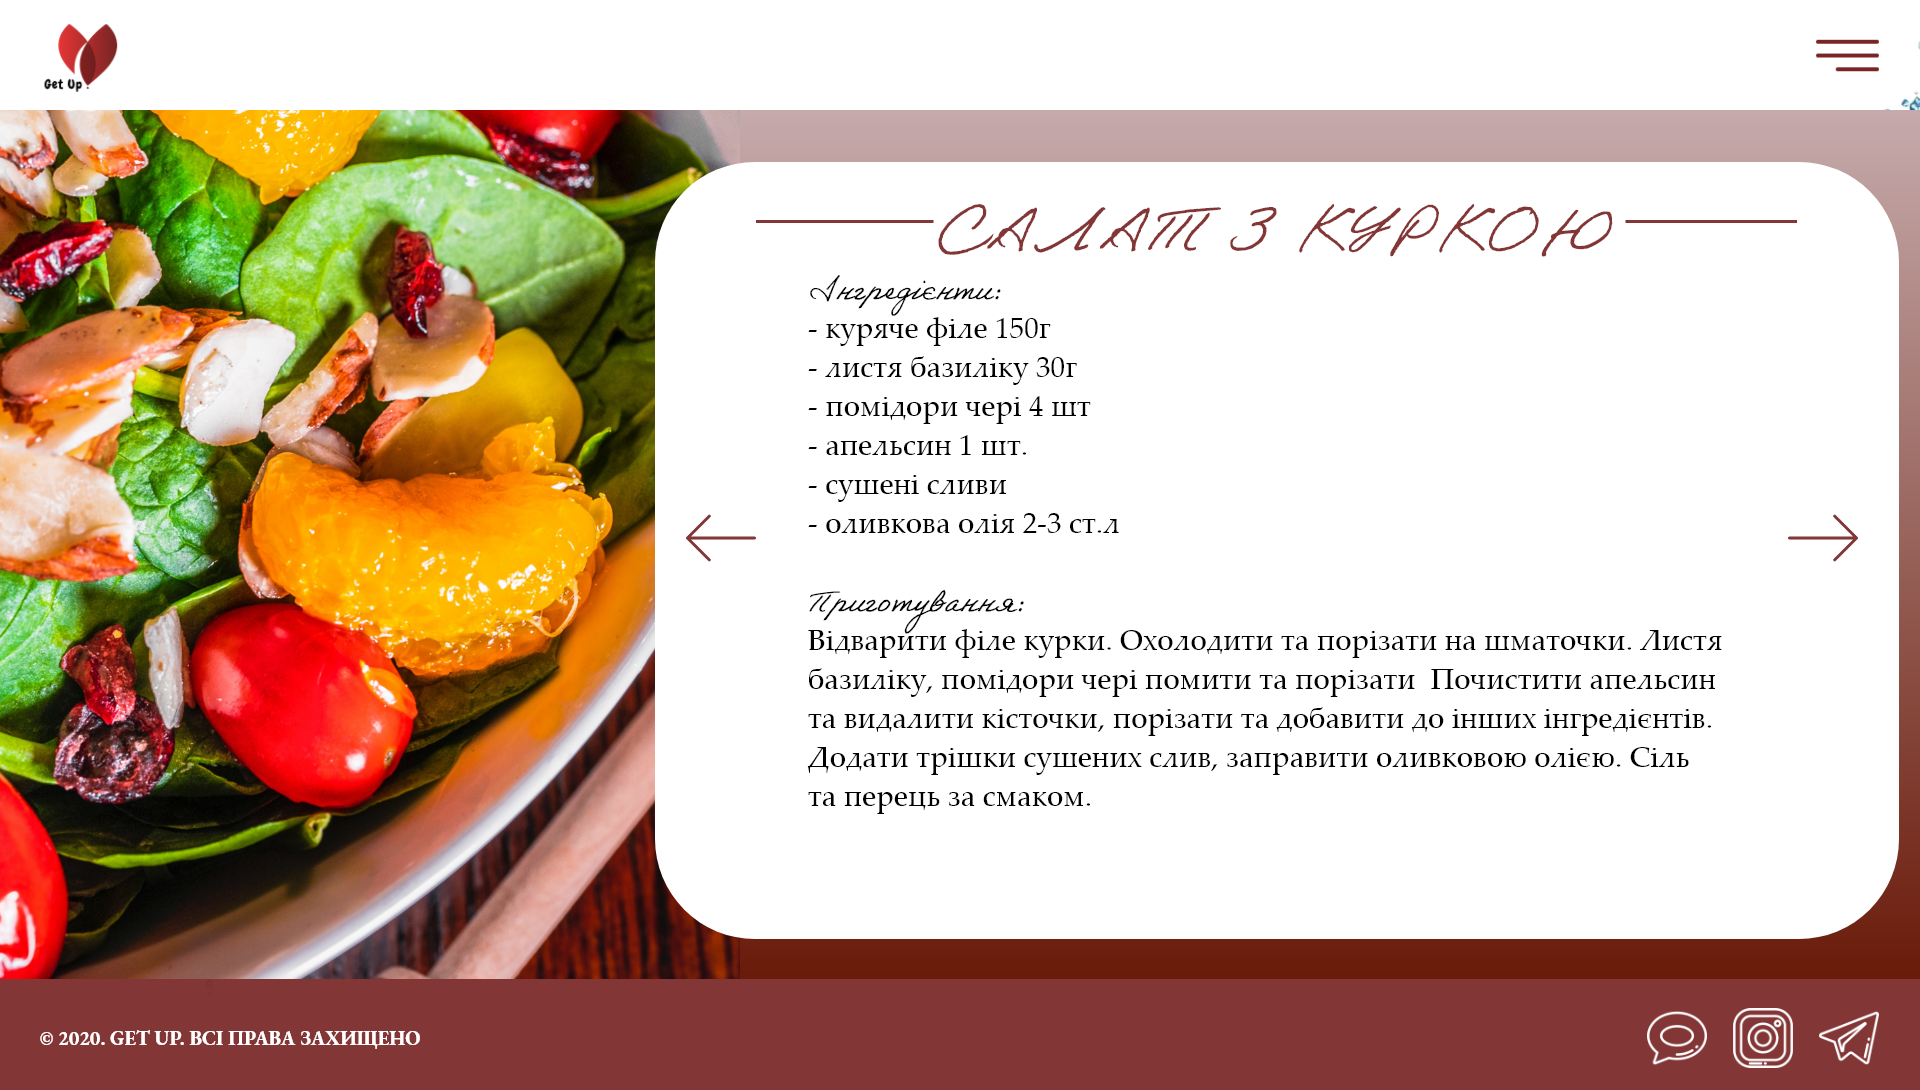 Get Up
САЛАТ З КУРКОЮ
Інгредієнти:
- куряче філе 150г
- листя базиліку 30г
- помідори чері 4 шт
- апельсин 1 шт.
- сушені сливи
- оливкова олія 2-3 ст.л
Приготування:
Відварити філе курки. Охолодити та порізати на шматочки. Листя
базиліку, помідори чері помити та порізати  Почистити апельсин
та видалити кісточки, порізати та добавити до інших інгредієнтів.
Додати трішки сушених слив, заправити оливковою олією. Сіль
та перець за смаком.
© 2020. GET UP. ВСІ ПРАВА ЗАХИЩЕНО